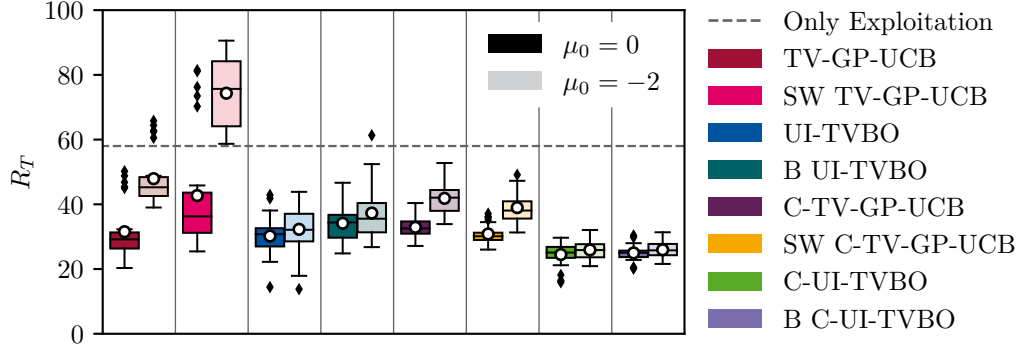 100
80
60
40
20
0
R_T
μ_0 = 0
μ_0 = −2
Only Exploitation
TV-GP-UCB
SW TV-GP-UCB
UI-TVBO
B UI-TVBO
C-TV-GP-UCB
SW C-TV-GP-UCB
C-UI-TVBO
B C-UI-TVBO